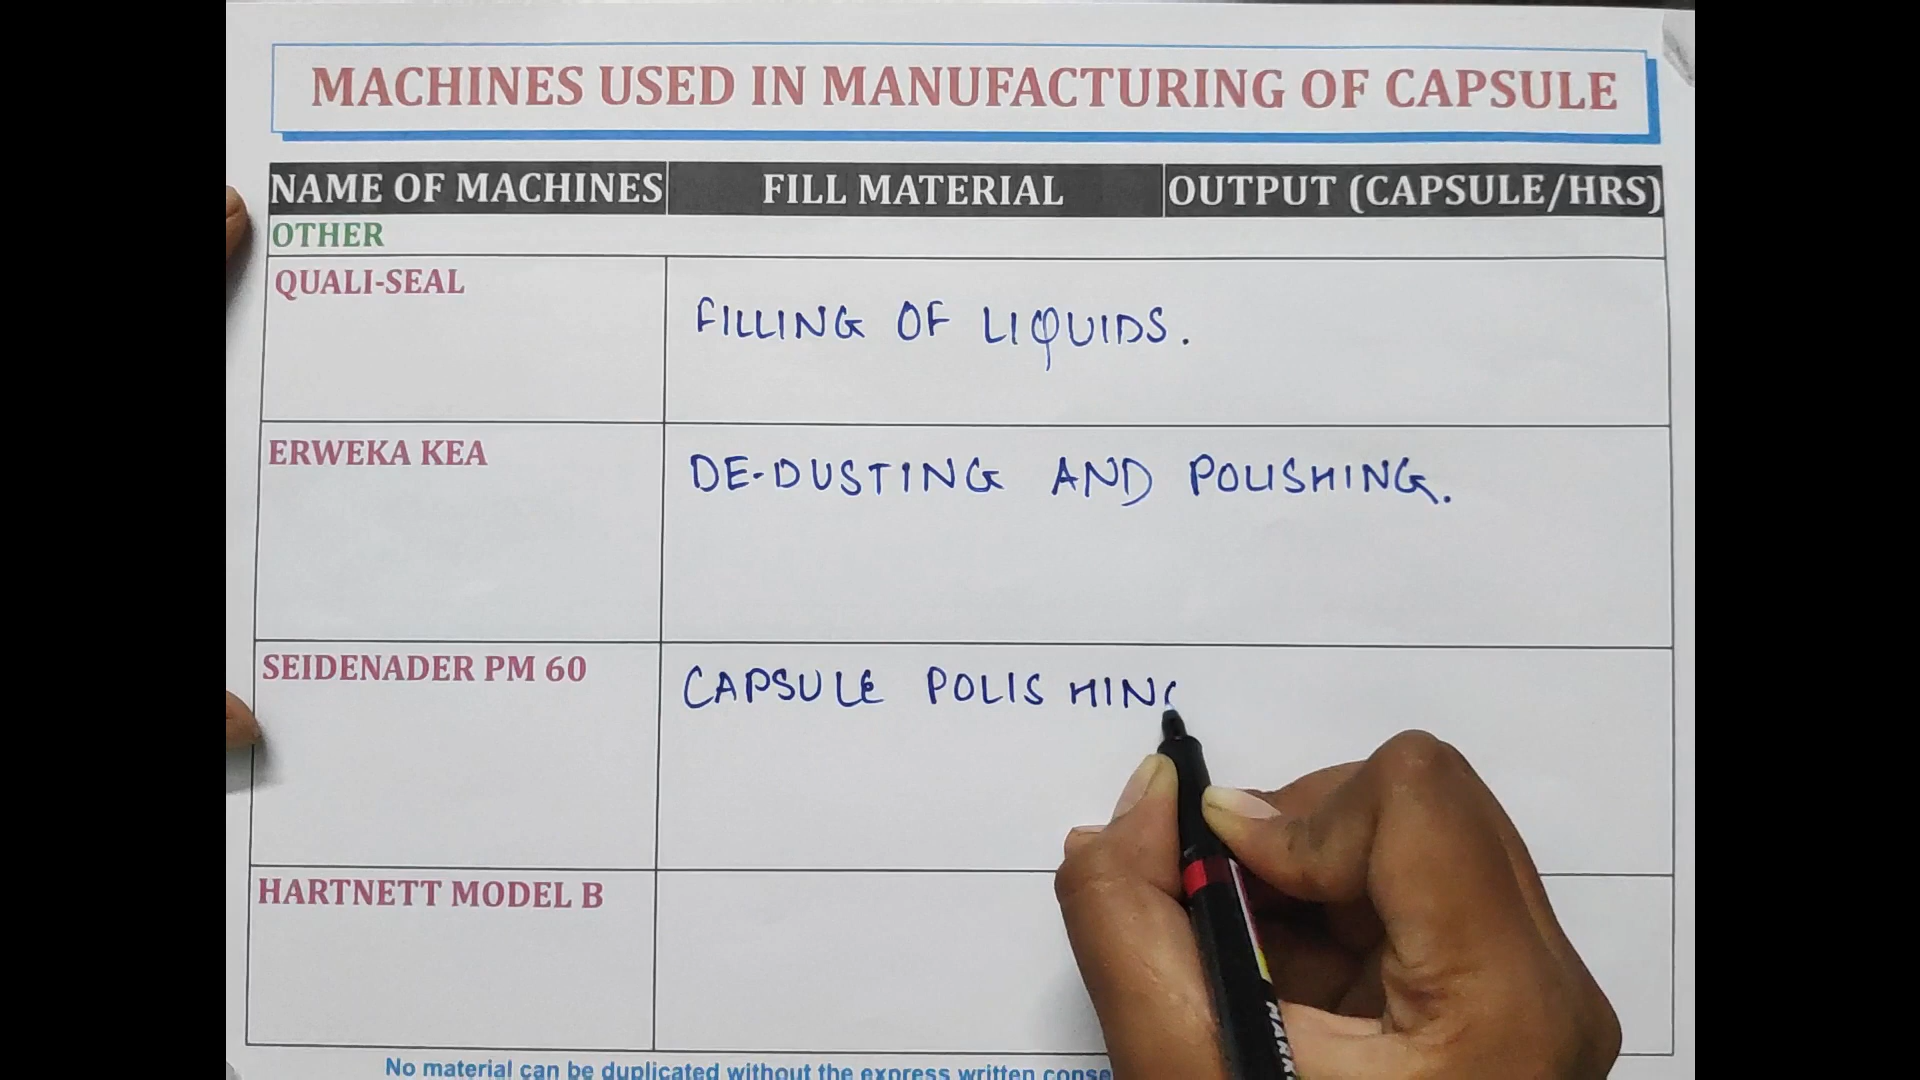 MACHINES USED IN MANUFACTURING OF CAPSULE
NAME OF MACHINES FILL MATERIAL OUTPUT (CAPSULE/HRS)
OTHER
QUALI-SEAL
FILLING OF LIQUIDS.
ERWEKA KEA
DE-DUSTING AND POLISHING.
SEIDENADER PM 60
CAPSULE POLISHING
HARTNETT MODEL B
No material can be duplicated without the express written